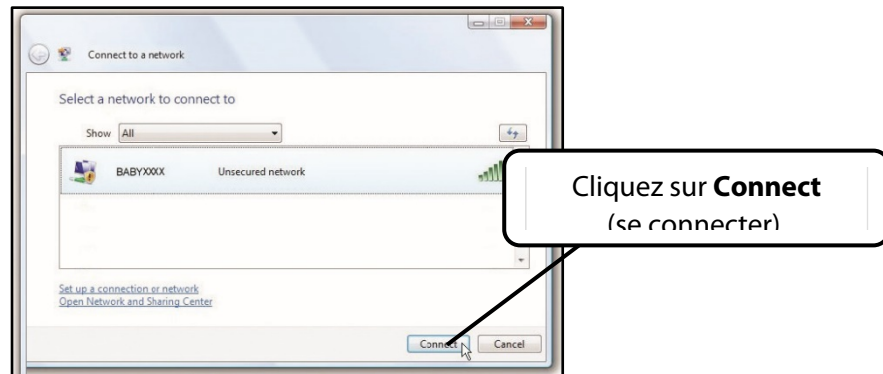 Connect to a network
Select a network to connect to
Show All
BABYXXXX Unsecured network
Cliquez sur Connect
(se connecter)
Set up a connection or network
Open Network and Sharing Center
Connect Cancel